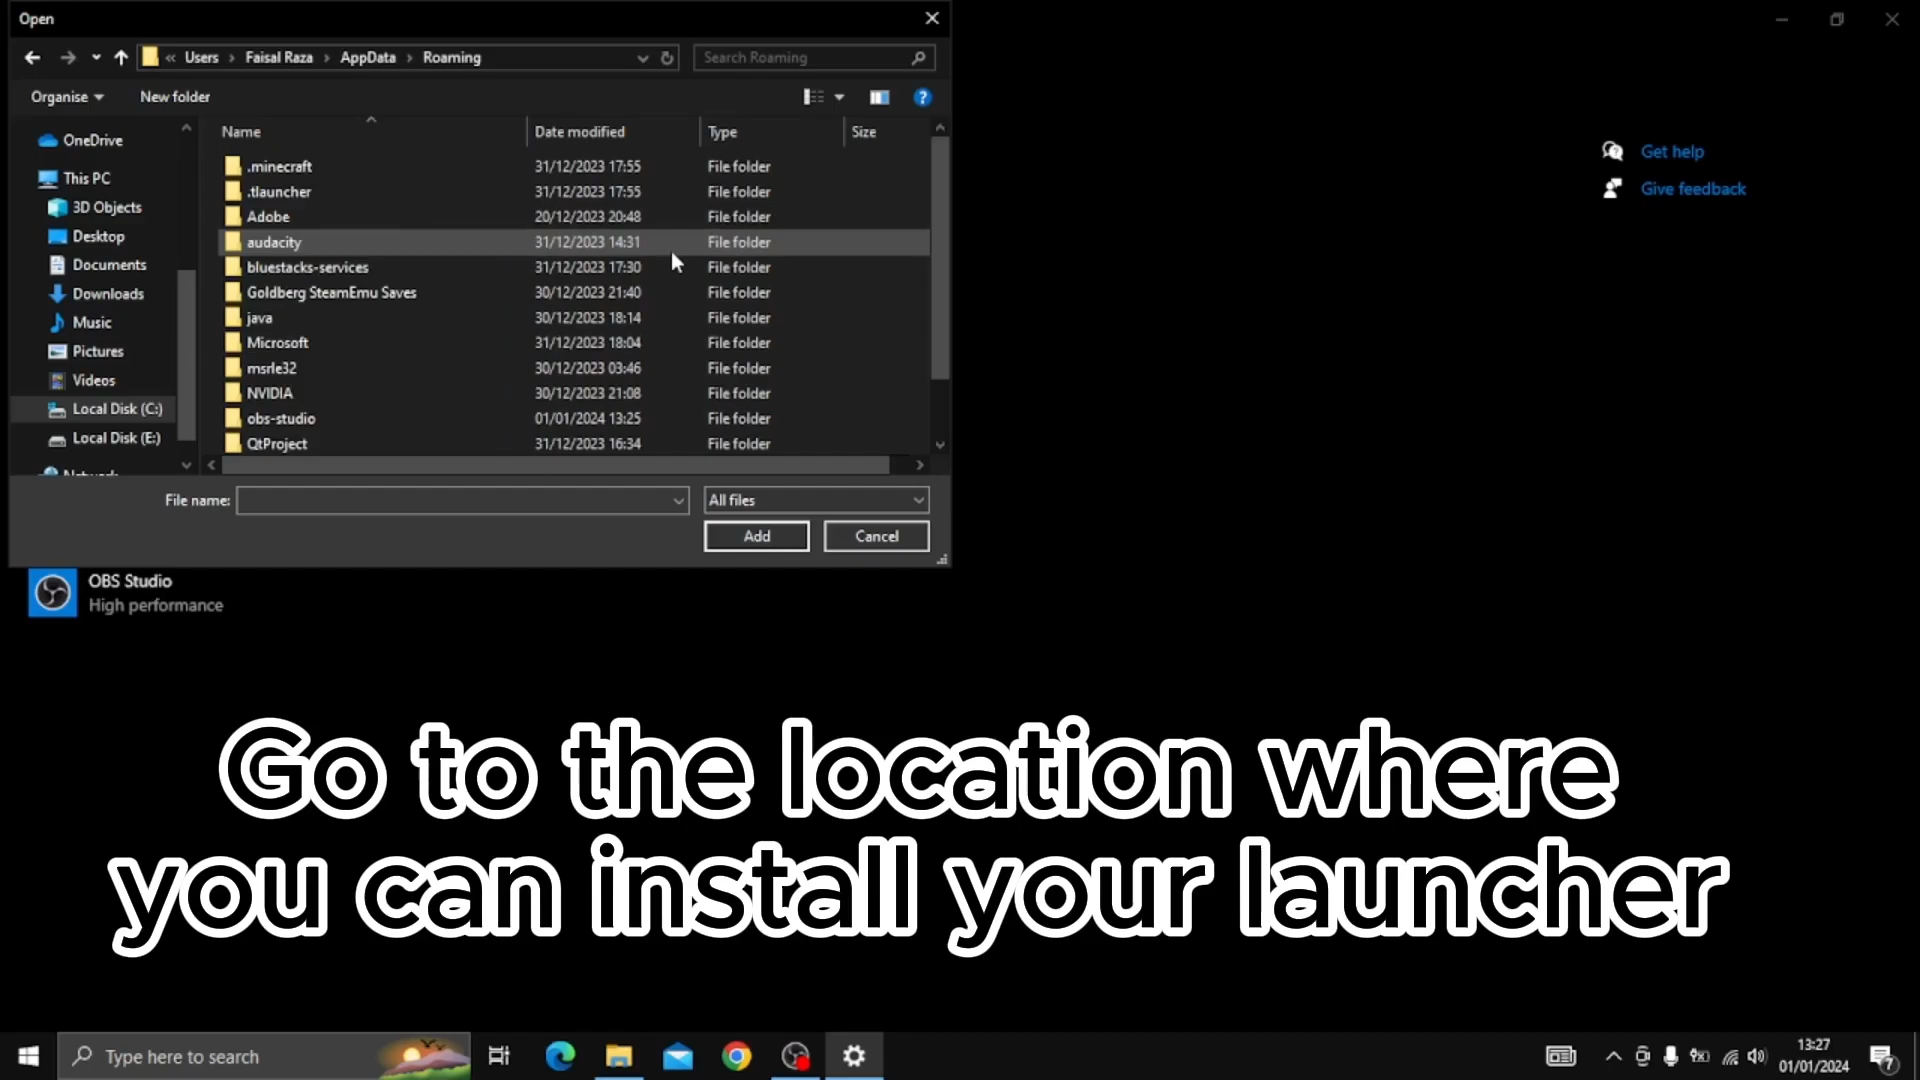 Open
« Users › Faisal Raza › AppData › Roaming
Search Roaming
Organise
New folder
Get help
Give feedback
OneDrive
This PC
3D Objects
Desktop
Documents
Downloads
Music
Pictures
Videos
Local Disk (C:)
Local Disk (E:)
Network
Name Date modified Type Size
.minecraft 31/12/2023 17:55 File folder
.tlauncher 31/12/2023 17:55 File folder
Adobe 20/12/2023 20:48 File folder
audacity 31/12/2023 14:31 File folder
bluestacks-services 31/12/2023 17:30 File folder
Goldberg SteamEmu Saves 30/12/2023 21:40 File folder
java 30/12/2023 18:14 File folder
Microsoft 31/12/2023 18:04 File folder
msrle32 30/12/2023 03:46 File folder
NVIDIA 30/12/2023 21:08 File folder
obs-studio 01/01/2024 13:25 File folder
QtProject 31/12/2023 16:34 File folder
File name:
All files
Add
Cancel
OBS Studio
High performance
Go to the location where
you can install your launcher
Type here to search
13:27
01/01/2024
7